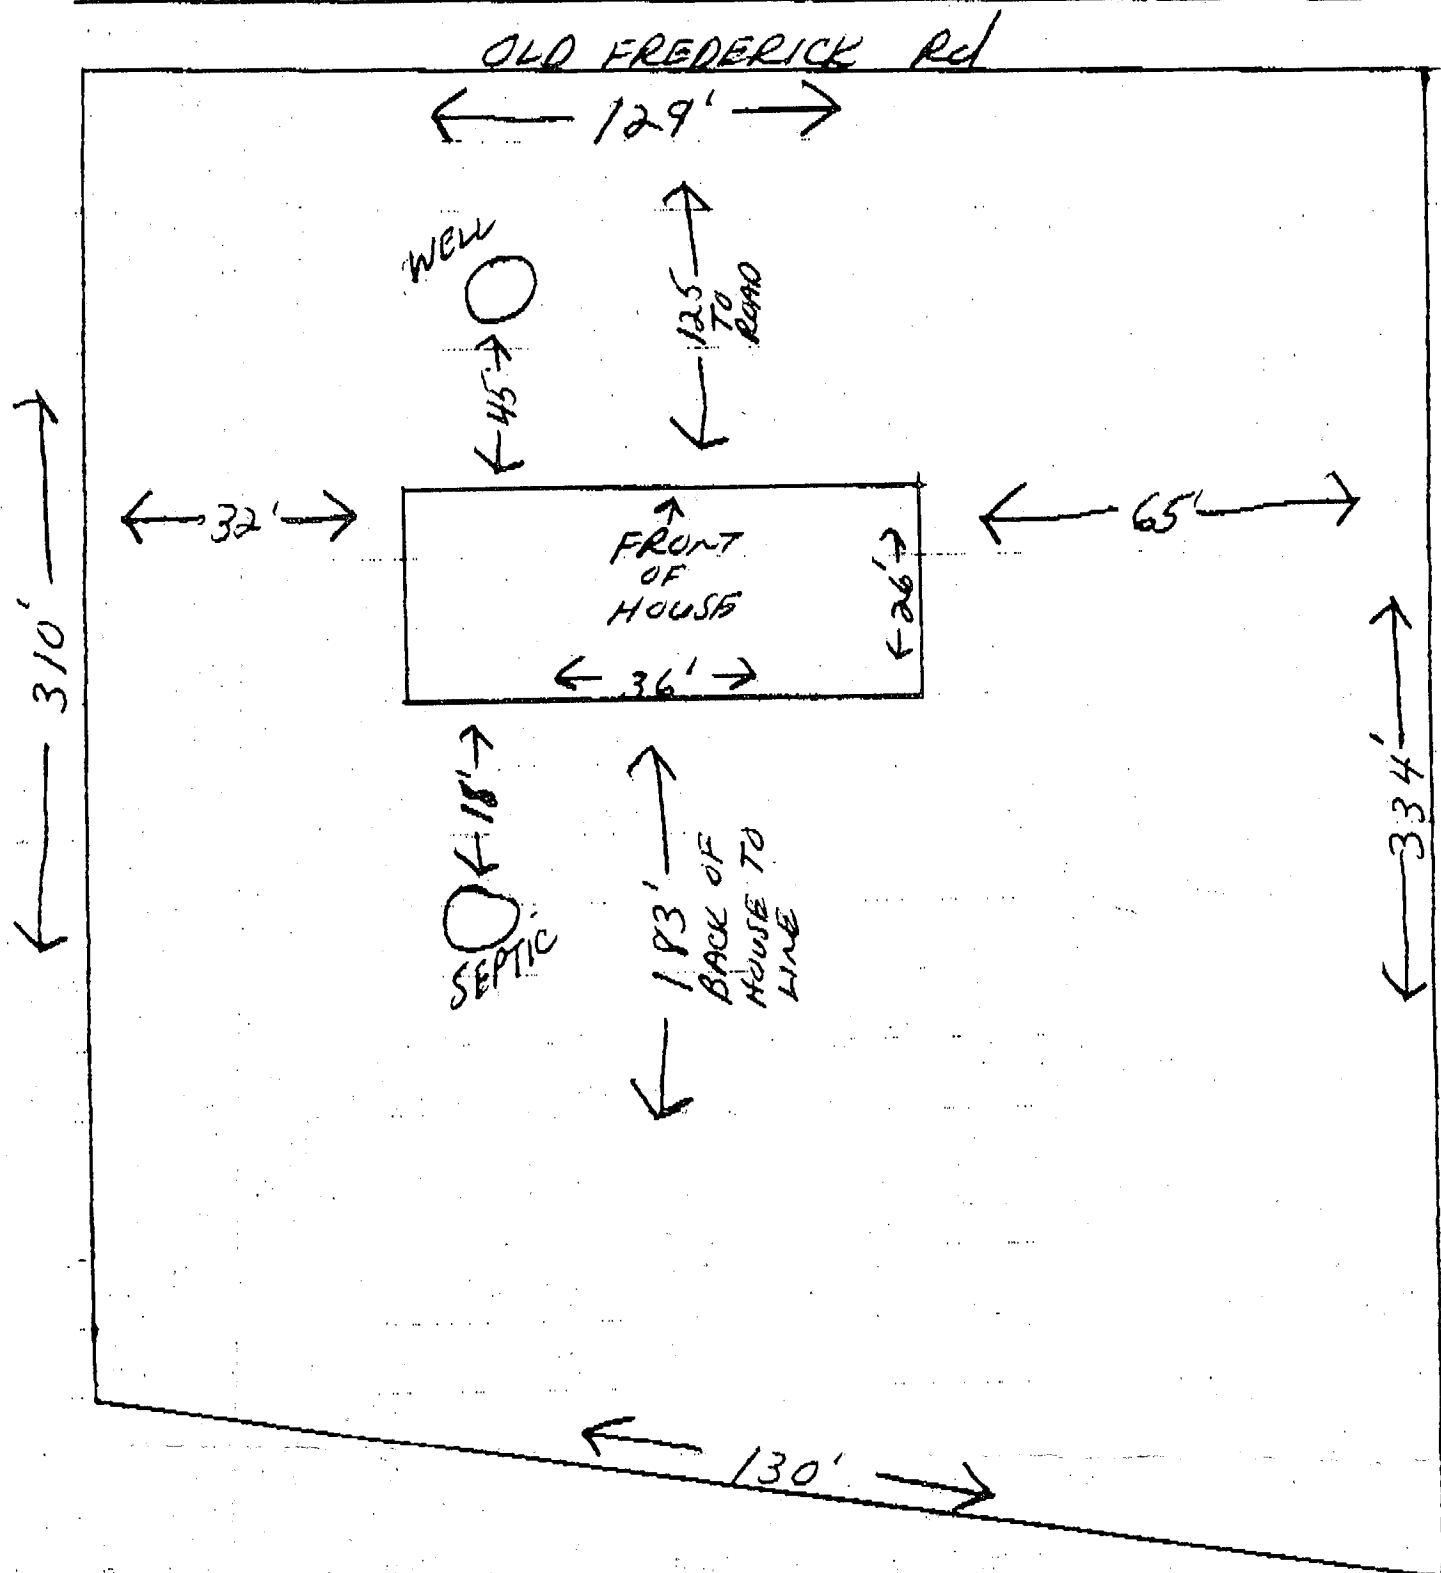 OLD FREDERICK Rd
129'
WELL
125
TO
ROAD
45'
32'
65'
310'
FRONT
OF
HOUSE
26'
36'
18'
334'
183'
BACK OF
HOUSE TO
LINE
SEPTIC
130'